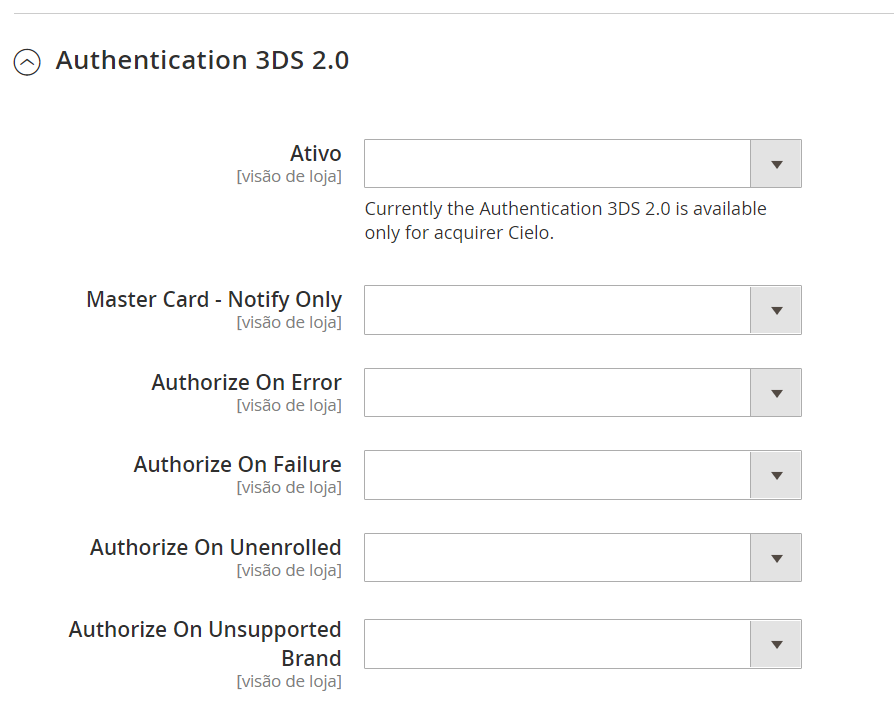 Authentication 3DS 2.0
Ativo
[visão de loja]
Currently the Authentication 3DS 2.0 is available
only for acquirer Cielo.
Master Card - Notify Only
[visão de loja]
Authorize On Error
[visão de loja]
Authorize On Failure
[visão de loja]
Authorize On Unenrolled
[visão de loja]
Authorize On Unsupported
Brand
[visão de loja]